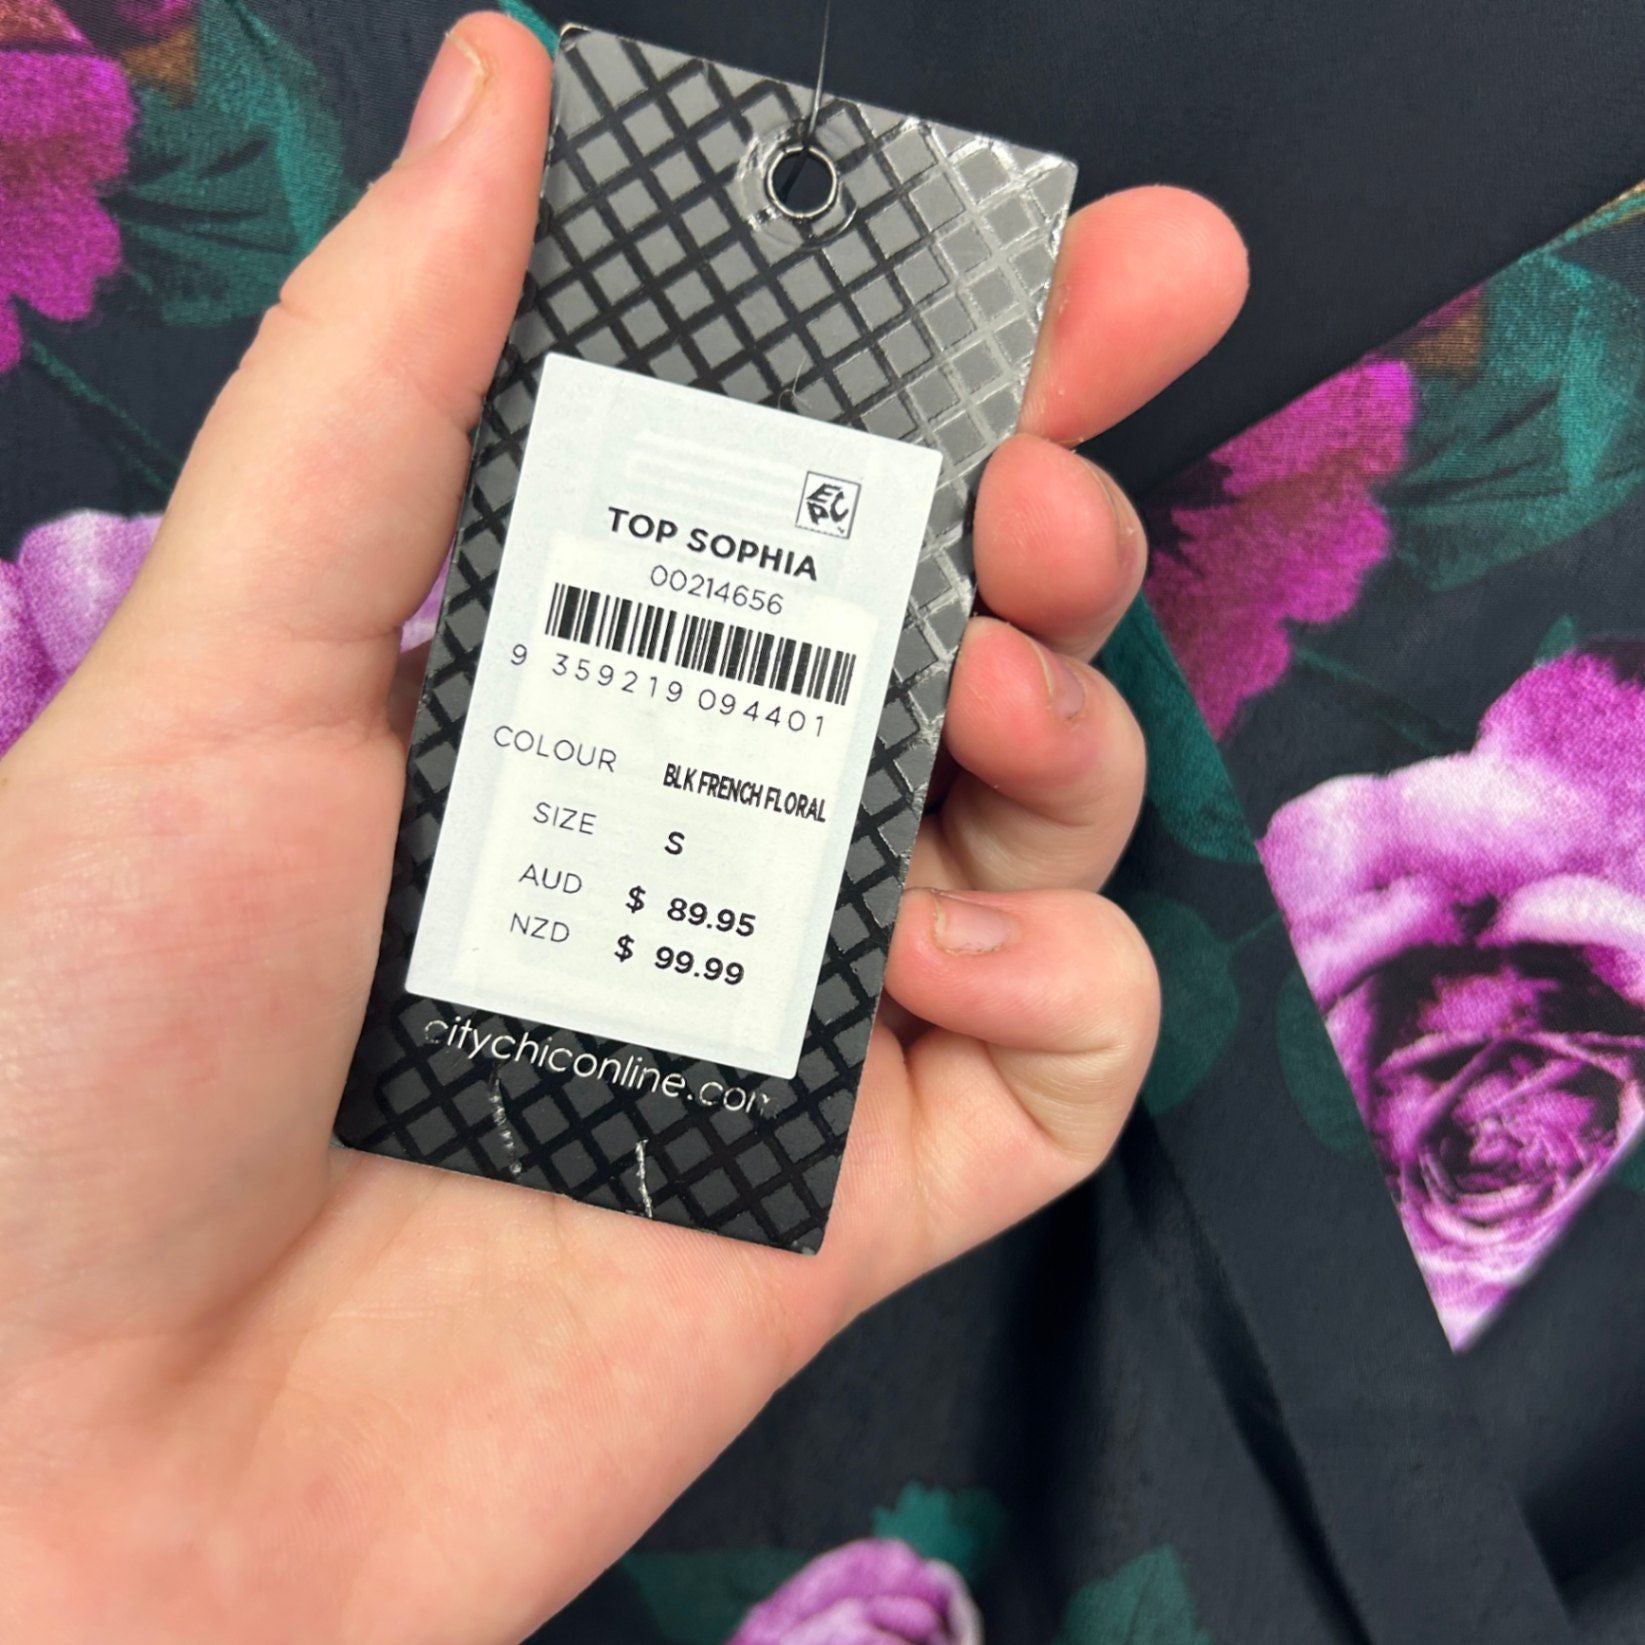 EPC
TOP SOPHIA
00214656
9 359219 094401
COLOUR BLK FRENCH FLORAL
SIZE S
AUD $ 89.95
NZD $ 99.99
citychiconline.com